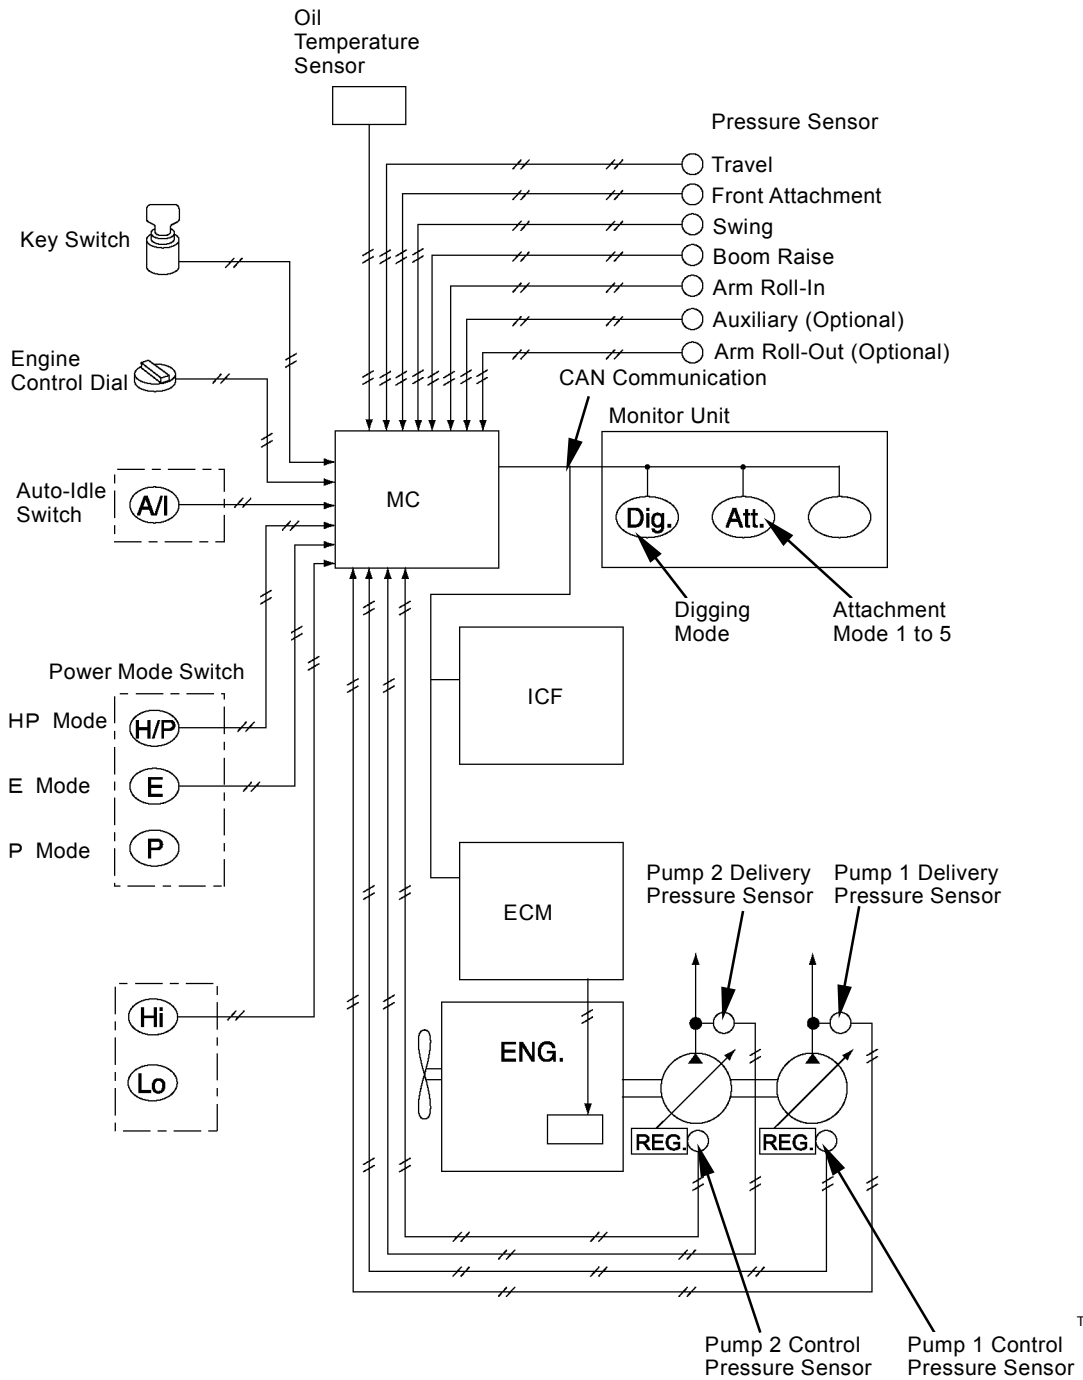 Oil
Temperature
Sensor
Pressure Sensor
Travel
Front Attachment
Swing
Boom Raise
Arm Roll-In
Auxiliary (Optional)
Arm Roll-Out (Optional)
Key Switch
Engine
Control Dial
CAN Communication
Monitor Unit
Auto-Idle
Switch
A/I
MC
Dig.
Att.
Digging
Mode
Attachment
Mode 1 to 5
Power Mode Switch
HP Mode
H/P
E Mode
E
P Mode
P
ICF
ECM
Pump 2 Delivery
Pressure Sensor
Pump 1 Delivery
Pressure Sensor
Hi
Lo
ENG.
REG.
REG.
T
Pump 2 Control
Pressure Sensor
Pump 1 Control
Pressure Sensor